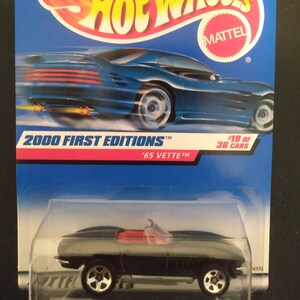 HOT WHEELS
MATTEL
2000 FIRST EDITIONS™
#19 OF
36 CARS
'65 VETTE™